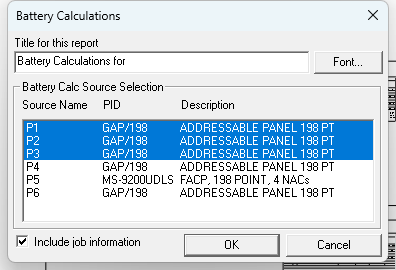 Battery Calculations
Title for this report
Battery Calculations for
Font...
Battery Calc Source Selection
Source Name PID Description
P1 GAP/198 ADDRESSABLE PANEL 198 PT
P2 GAP/198 ADDRESSABLE PANEL 198 PT
P3 GAP/198 ADDRESSABLE PANEL 198 PT
P4 GAP/198 ADDRESSABLE PANEL 198 PT
P5 MS-9200UDLS FACP, 198 POINT, 4 NACs
P6 GAP/198 ADDRESSABLE PANEL 198 PT
Include job information
OK
Cancel